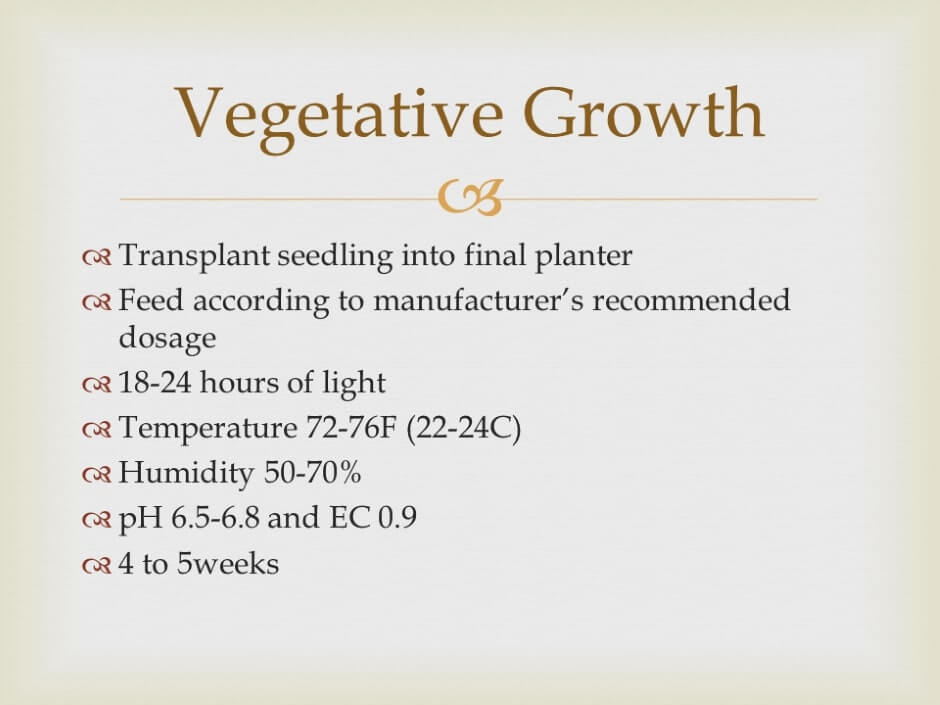 Vegetative Growth
Transplant seedling into final planter
Feed according to manufacturer’s recommended
dosage
18-24 hours of light
Temperature 72-76F (22-24C)
Humidity 50-70%
pH 6.5-6.8 and EC 0.9
4 to 5weeks